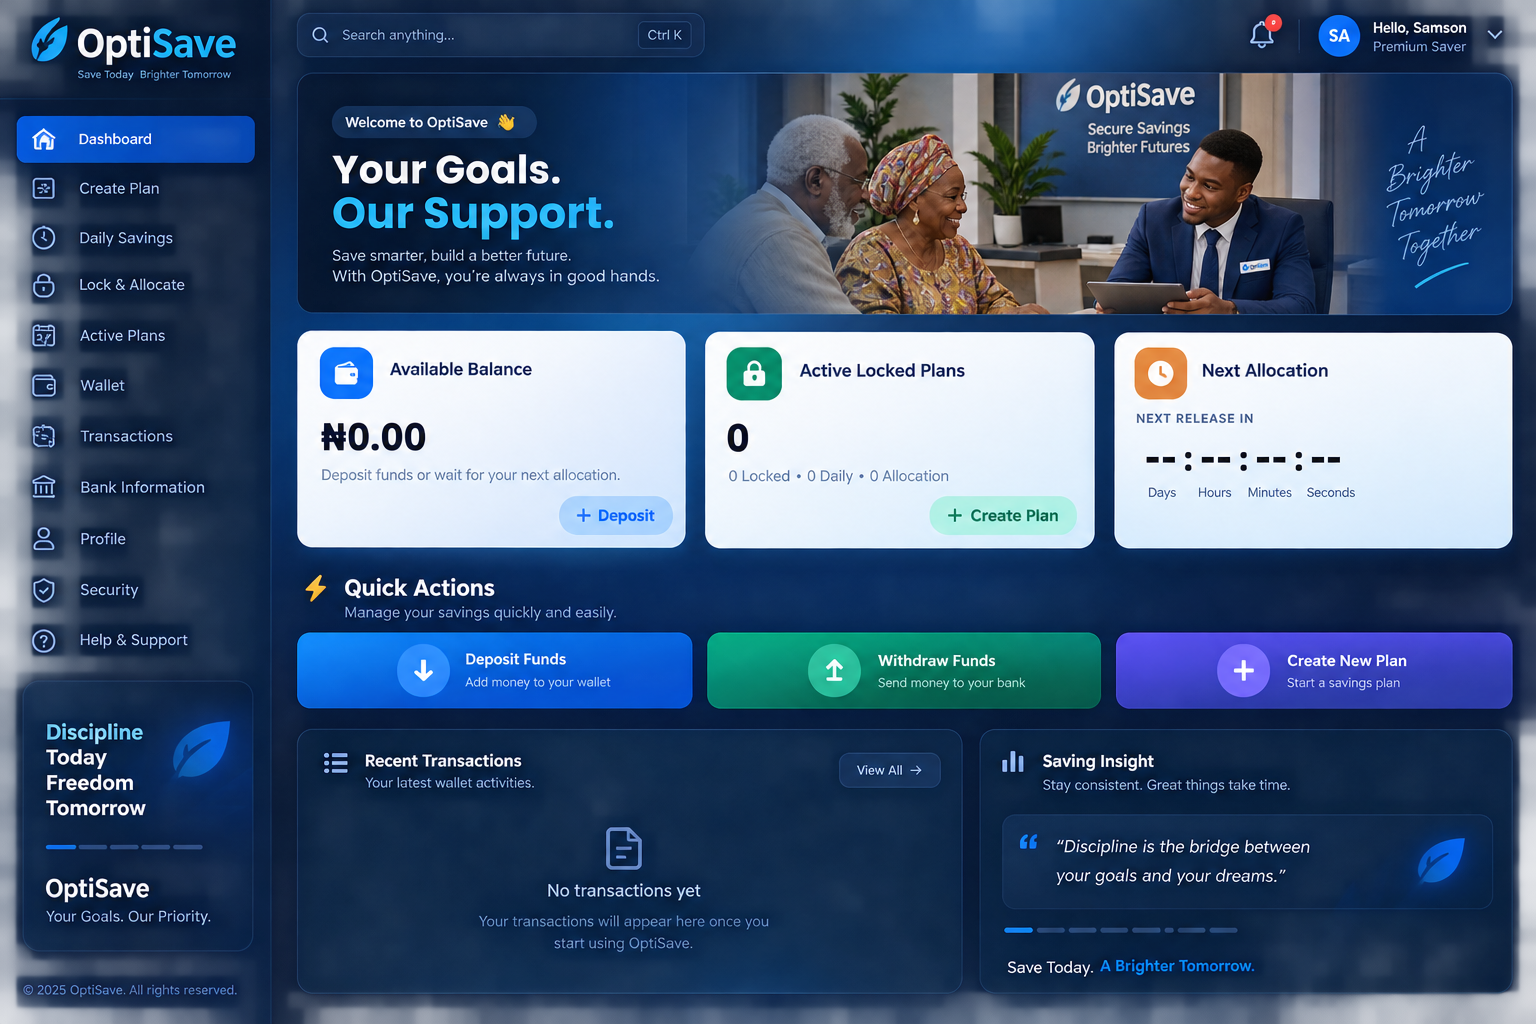 OptiSave
Save Today Brighter Tomorrow
Dashboard
Create Plan
Daily Savings
Lock & Allocate
Active Plans
Wallet
Transactions
Bank Information
Profile
Security
Help & Support
Discipline
Today
Freedom
Tomorrow
OptiSave
Your Goals. Our Priority.
© 2025 OptiSave. All rights reserved.
Search anything...
Ctrl K
SA
Hello, Samson
Premium Saver
Welcome to OptiSave 👋
Your Goals.
Our Support.
Save smarter, build a better future.
With OptiSave, you're always in good hands.
OptiSave
Secure Savings
Brighter Futures
A
Brighter
Tomorrow
Together
Available Balance
₦0.00
Deposit funds or wait for your next allocation.
+ Deposit
Active Locked Plans
0
0 Locked • 0 Daily • 0 Allocation
+ Create Plan
Next Allocation
NEXT RELEASE IN
-- : -- : -- : --
Days Hours Minutes Seconds
Quick Actions
Manage your savings quickly and easily.
Deposit Funds
Add money to your wallet
Withdraw Funds
Send money to your bank
Create New Plan
Start a savings plan
Recent Transactions
Your latest wallet activities.
View All →
No transactions yet
Your transactions will appear here once you
start using OptiSave.
Saving Insight
Stay consistent. Great things take time.
“Discipline is the bridge between
your goals and your dreams.”
Save Today. A Brighter Tomorrow.